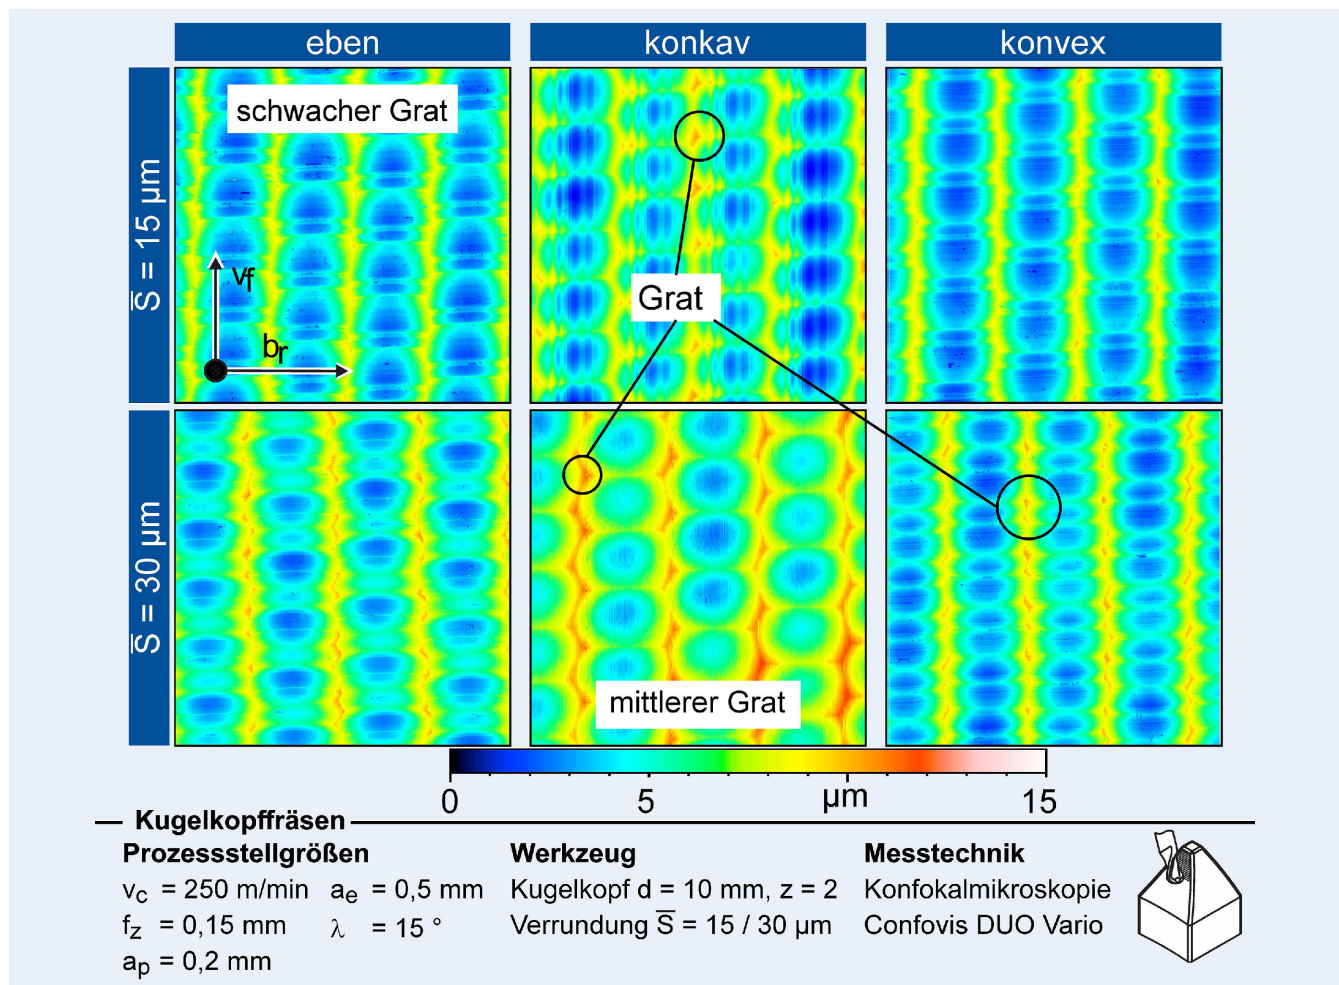 eben
konkav
konvex
S̅ = 15 µm
schwacher Grat
vf
br
Grat
S̅ = 30 µm
mittlerer Grat
0
5
µm
15
Kugelkopffräsen
Prozessstellgrößen
vc = 250 m/min ae = 0,5 mm
fz = 0,15 mm λ = 15 °
ap = 0,2 mm
Werkzeug
Kugelkopf d = 10 mm, z = 2
Verrundung S̅ = 15 / 30 µm
Messtechnik
Konfokalmikroskopie
Confovis DUO Vario